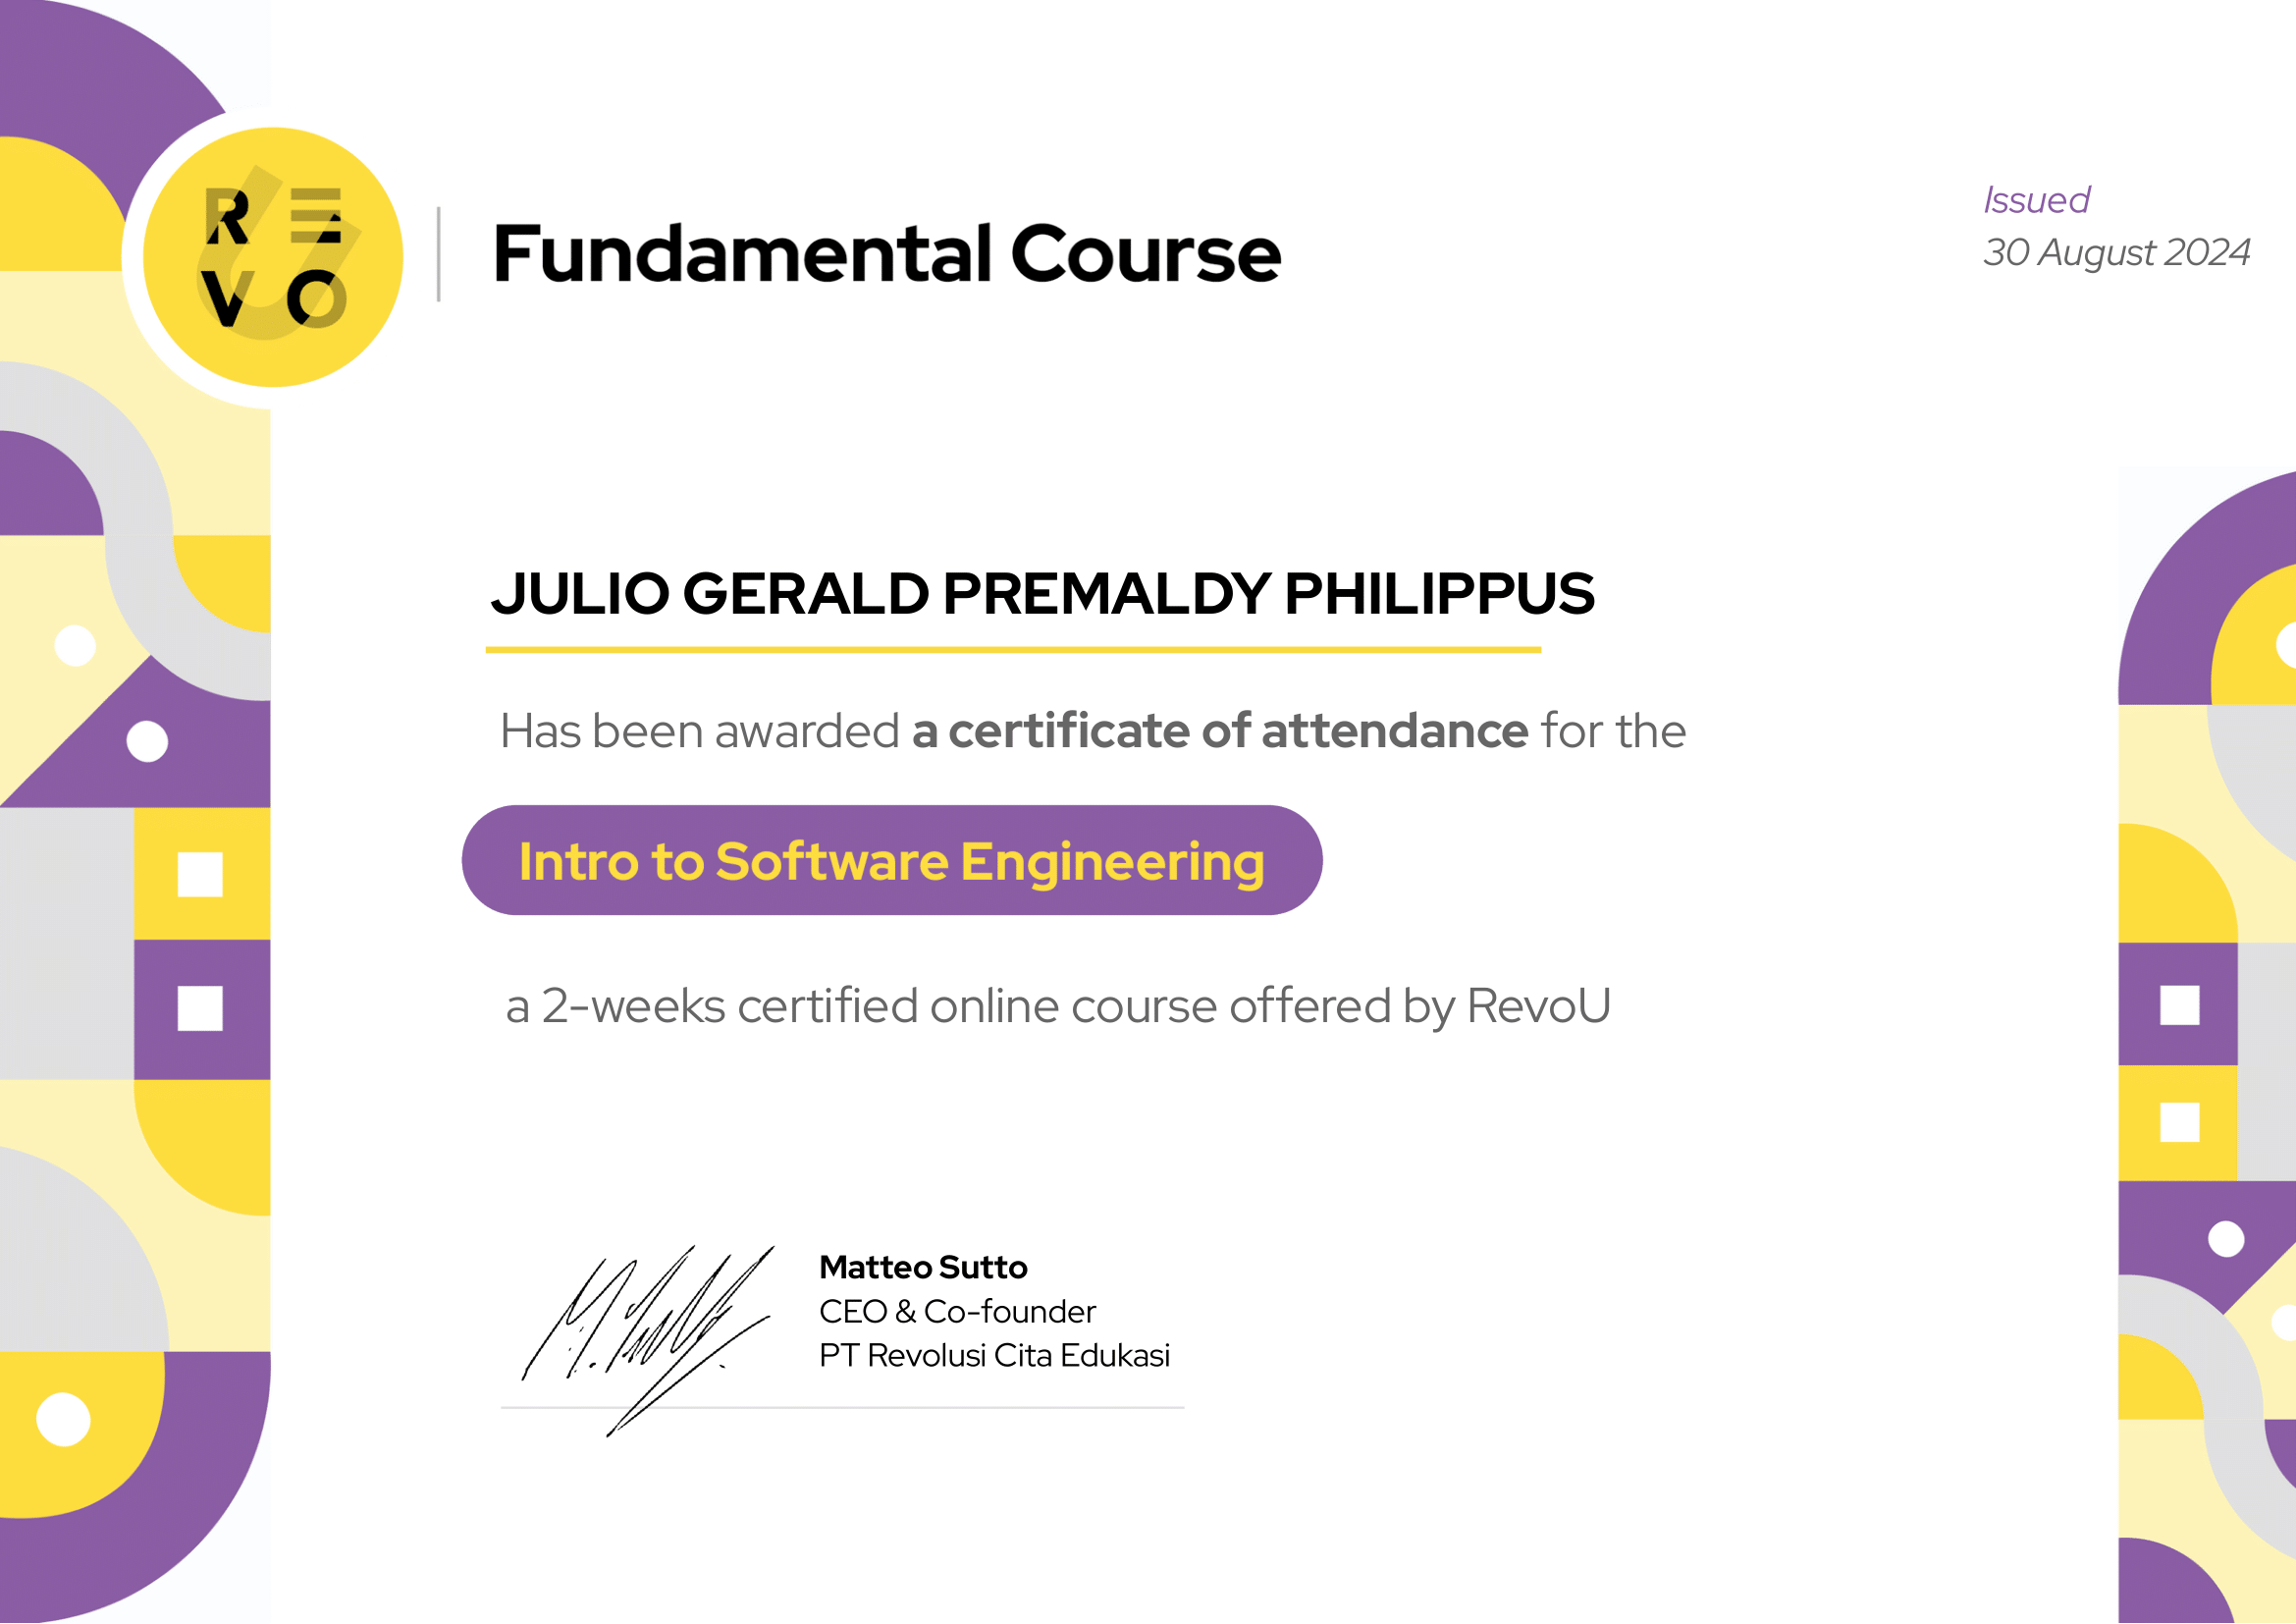 RE
VO
U
Fundamental Course
Issued
30 August 2024
JULIO GERALD PREMALDY PHILIPPUS
Has been awarded a certificate of attendance for the
Intro to Software Engineering
a 2-weeks certified online course offered by RevoU
Matteo Sutto
CEO & Co-founder
PT Revolusi Cita Edukasi